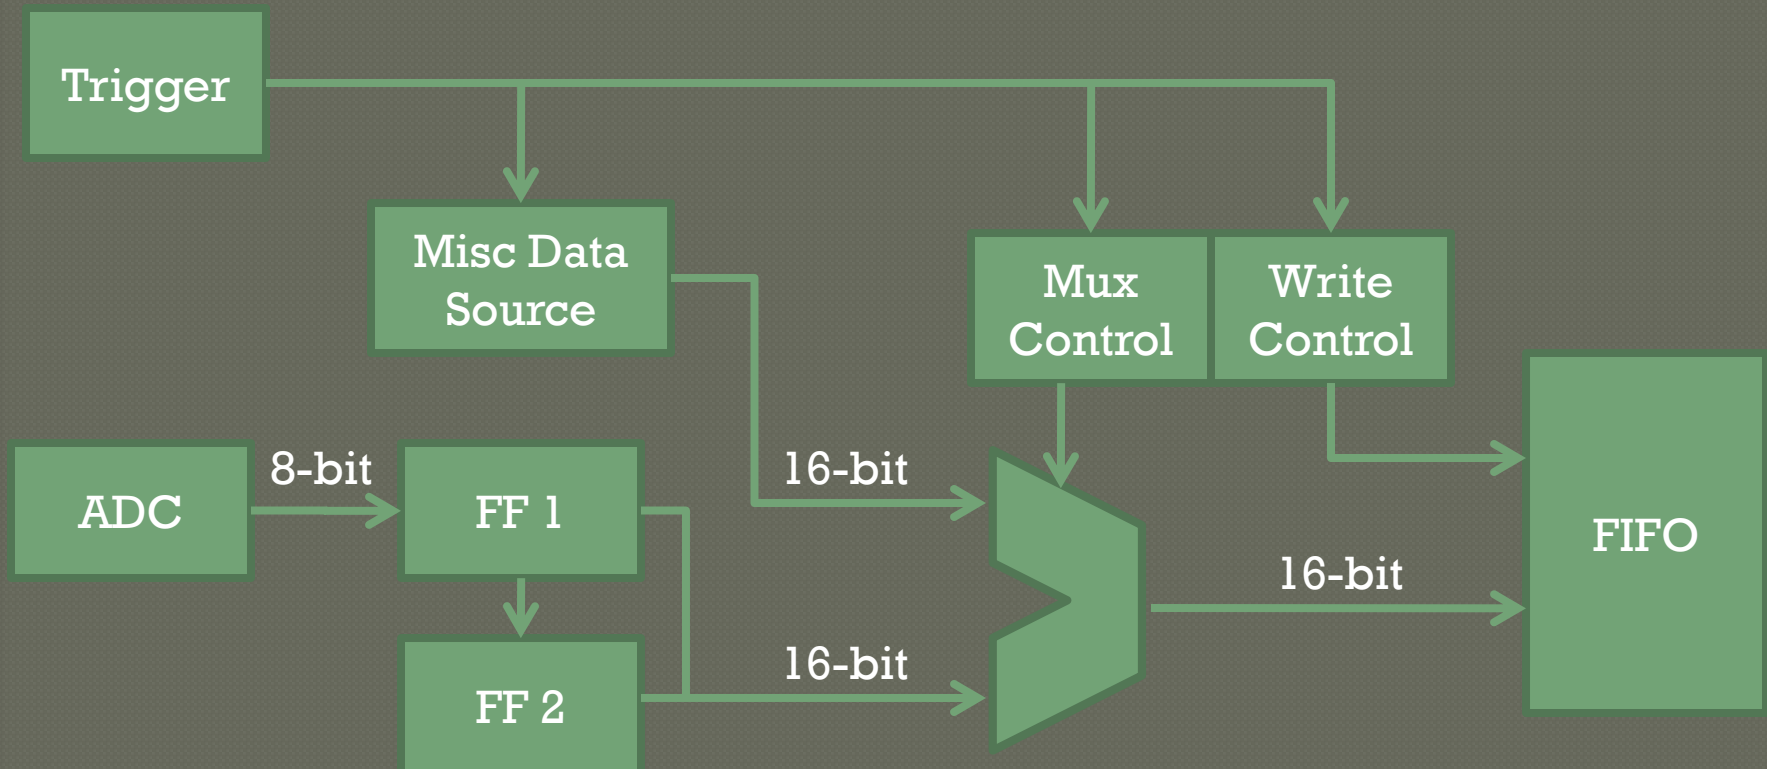 Trigger
Misc Data
Source
Mux
Control
Write
Control
ADC
8-bit
FF 1
16-bit
FIFO
16-bit
FF 2
16-bit